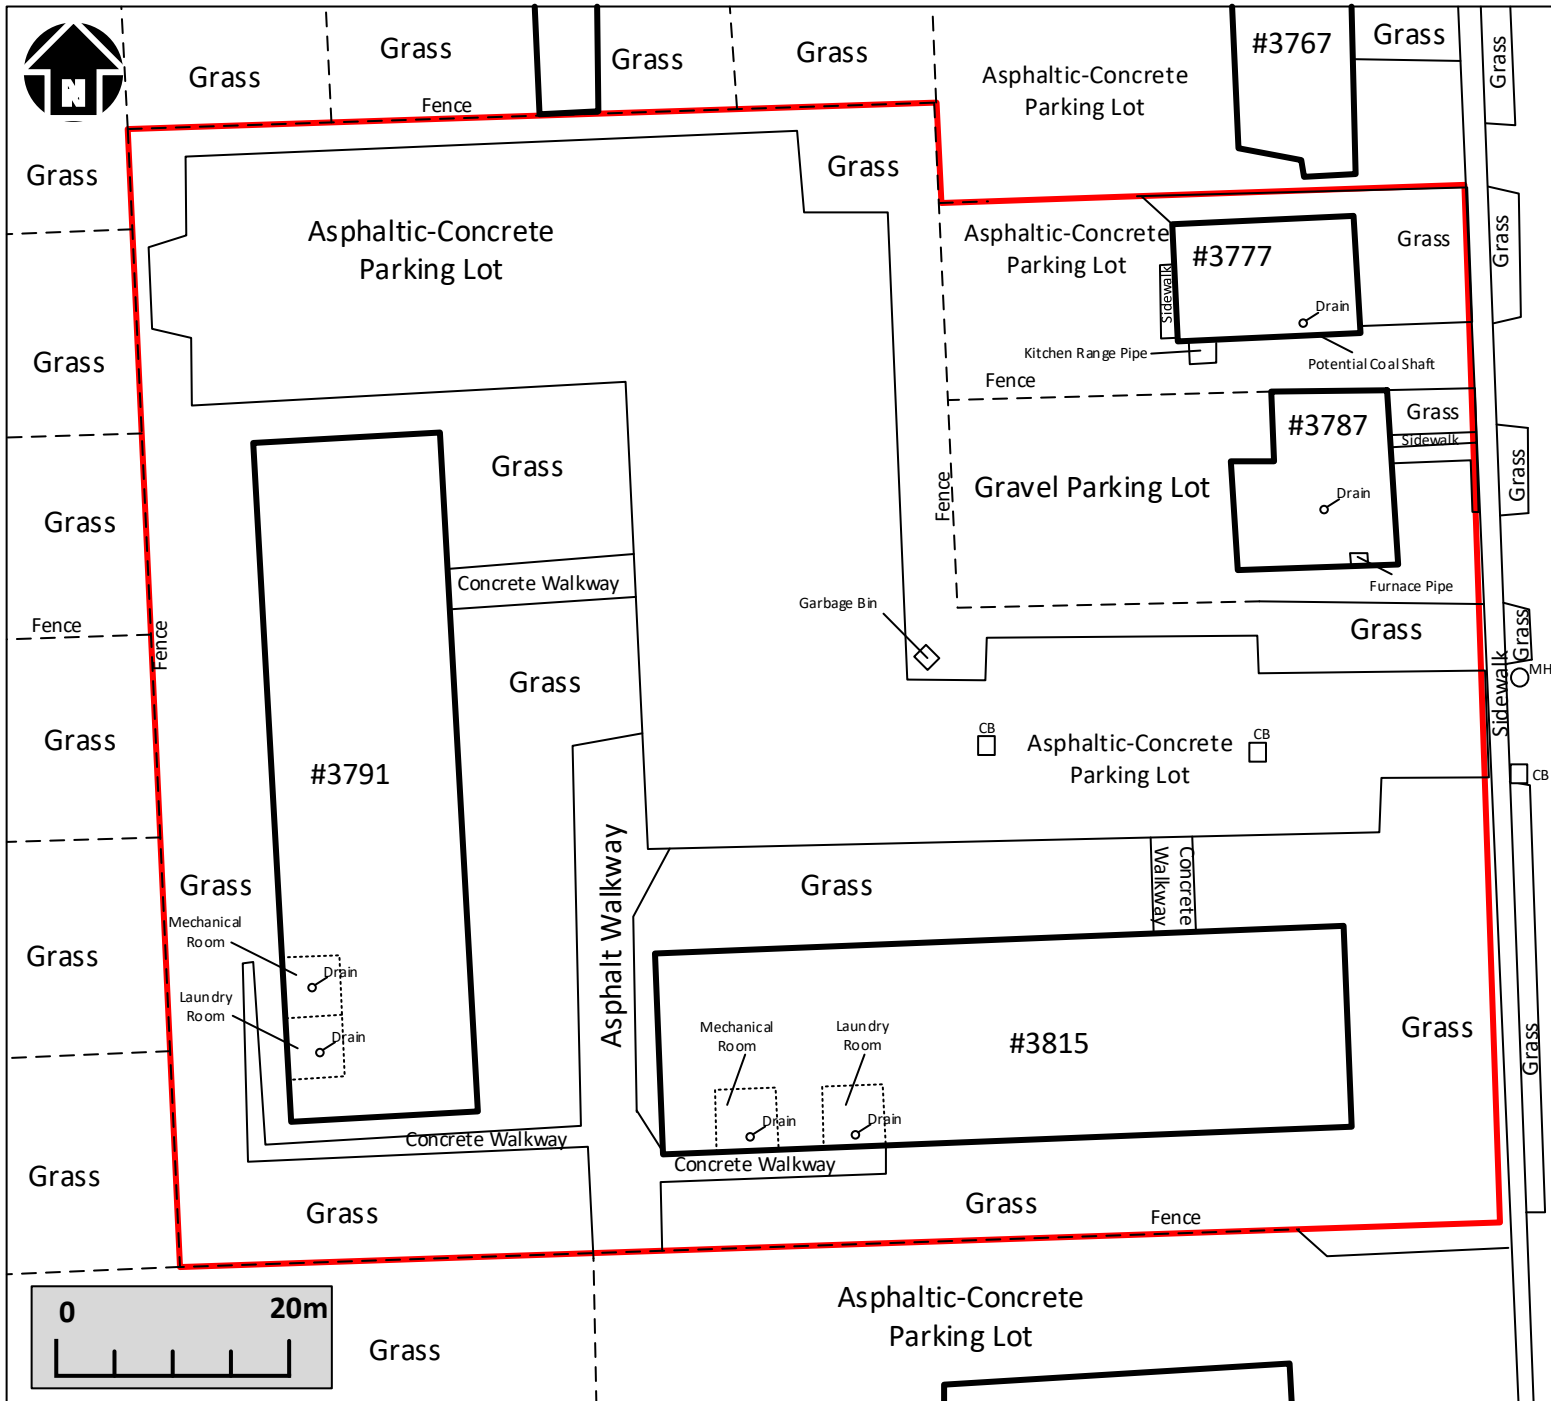 N
Grass
Grass
Grass
Grass
Fence
Asphaltic-Concrete
Parking Lot
#3767
Grass
Grass
Grass
Grass
Asphaltic-Concrete
Parking Lot
Asphaltic-Concrete
Parking Lot
#3777
Grass
Grass
Sidewalk
Drain
Kitchen Range Pipe
Potential Coal Shaft
Fence
Grass
#3787
Grass
Sidewalk
Grass
Grass
Gravel Parking Lot
Fence
Drain
Grass
Furnace Pipe
Concrete Walkway
Garbage Bin
Fence
Fence
Grass
Grass
Grass
Sidewalk
MH
Grass
#3791
CB
Asphaltic-Concrete
Parking Lot
CB
CB
Asphalt Walkway
Grass
Grass
Concrete
Walkway
Mechanical
Room
Grass
Drain
Laundry
Room
Drain
Mechanical
Room
Laundry
Room
#3815
Grass
Grass
Drain
Drain
Concrete Walkway
Concrete Walkway
Grass
Grass
Grass
Fence
0 20m
Grass
Asphaltic-Concrete
Parking Lot